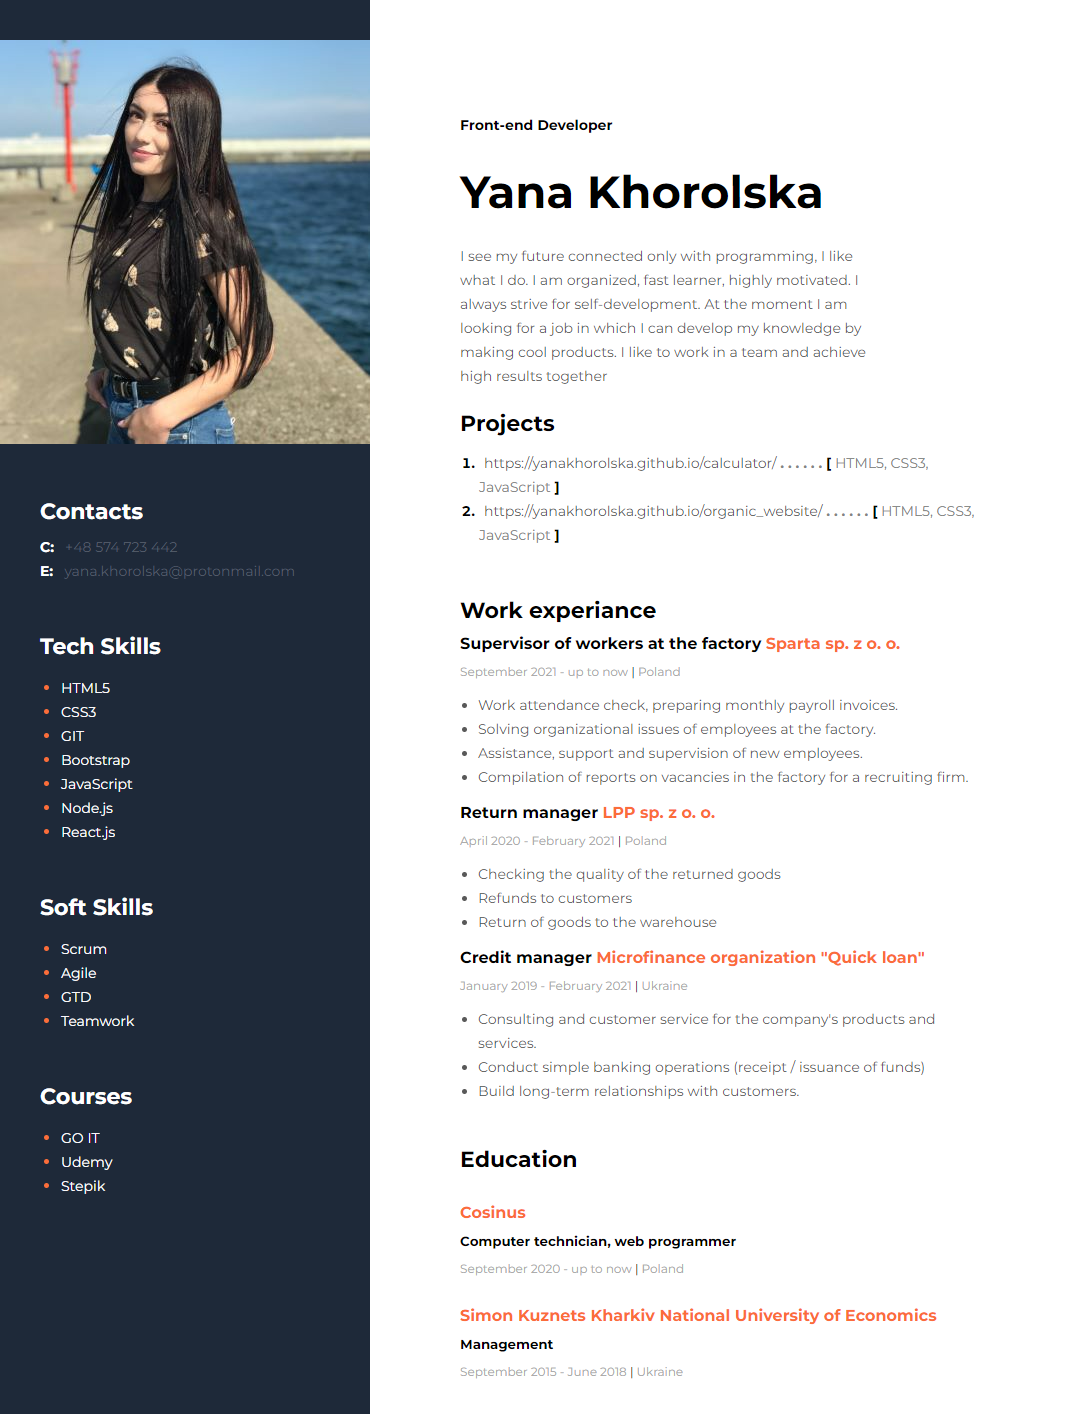 Front-end Developer
Yana Khorolska
I see my future connected only with programming, I like
what I do. I am organized, fast learner, highly motivated. I
always strive for self-development. At the moment I am
looking for a job in which I can develop my knowledge by
making cool products. I like to work in a team and achieve
high results together
Projects
1. https://yanakhorolska.github.io/calculator/ . . . . . . [ HTML5, CSS3,
JavaScript ]
2. https://yanakhorolska.github.io/organic_website/ . . . . . . [ HTML5, CSS3,
JavaScript ]
Work experiance
Supervisor of workers at the factory Sparta sp. z o. o.
September 2021 - up to now | Poland
• Work attendance check, preparing monthly payroll invoices.
• Solving organizational issues of employees at the factory.
• Assistance, support and supervision of new employees.
• Compilation of reports on vacancies in the factory for a recruiting firm.
Return manager LPP sp. z o. o.
April 2020 - February 2021 | Poland
• Checking the quality of the returned goods
• Refunds to customers
• Return of goods to the warehouse
Credit manager Microfinance organization "Quick loan"
January 2019 - February 2021 | Ukraine
• Consulting and customer service for the company's products and
services.
• Conduct simple banking operations (receipt / issuance of funds)
• Build long-term relationships with customers.
Education
Cosinus
Computer technician, web programmer
September 2020 - up to now | Poland
Simon Kuznets Kharkiv National University of Economics
Management
September 2015 - June 2018 | Ukraine
Contacts
C: +48 574 723 442
E: yana.khorolska@protonmail.com
Tech Skills
• HTML5
• CSS3
• GIT
• Bootstrap
• JavaScript
• Node.js
• React.js
Soft Skills
• Scrum
• Agile
• GTD
• Teamwork
Courses
• GO IT
• Udemy
• Stepik